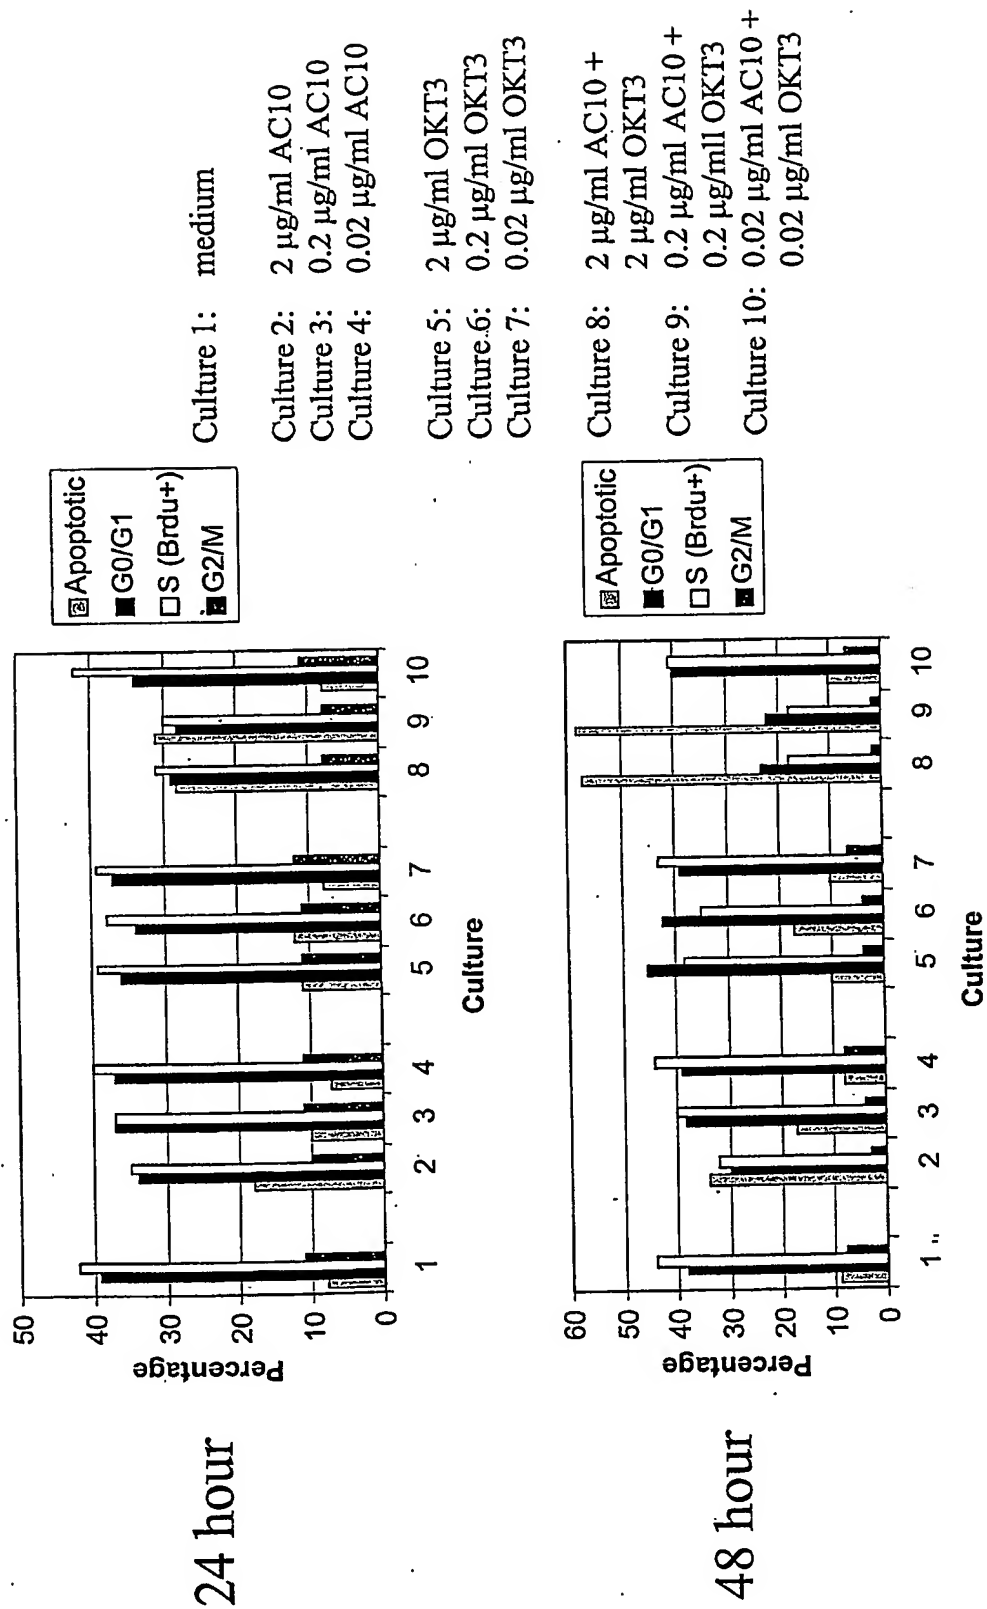 24 hour
Percentage
50
40
30
20
10
0
1
2
3
4
5
6
7
8
9
10
Culture
Apoptotic
G0/G1
S (Brdu+)
G2/M
48 hour
Percentage
60
50
40
30
20
10
0
1
2
3
4
5
6
7
8
9
10
Culture
Apoptotic
G0/G1
S (Brdu+)
G2/M
Culture 1: medium
Culture 2: 2 µg/ml AC10
Culture 3: 0.2 µg/ml AC10
Culture 4: 0.02 µg/ml AC10
Culture 5: 2 µg/ml OKT3
Culture 6: 0.2 µg/ml OKT3
Culture 7: 0.02 µg/ml OKT3
Culture 8: 2 µg/ml AC10 +
2 µg/ml OKT3
Culture 9: 0.2 µg/ml AC10 +
0.2 µg/mll OKT3
Culture 10: 0.02 µg/ml AC10 +
0.02 µg/ml OKT3